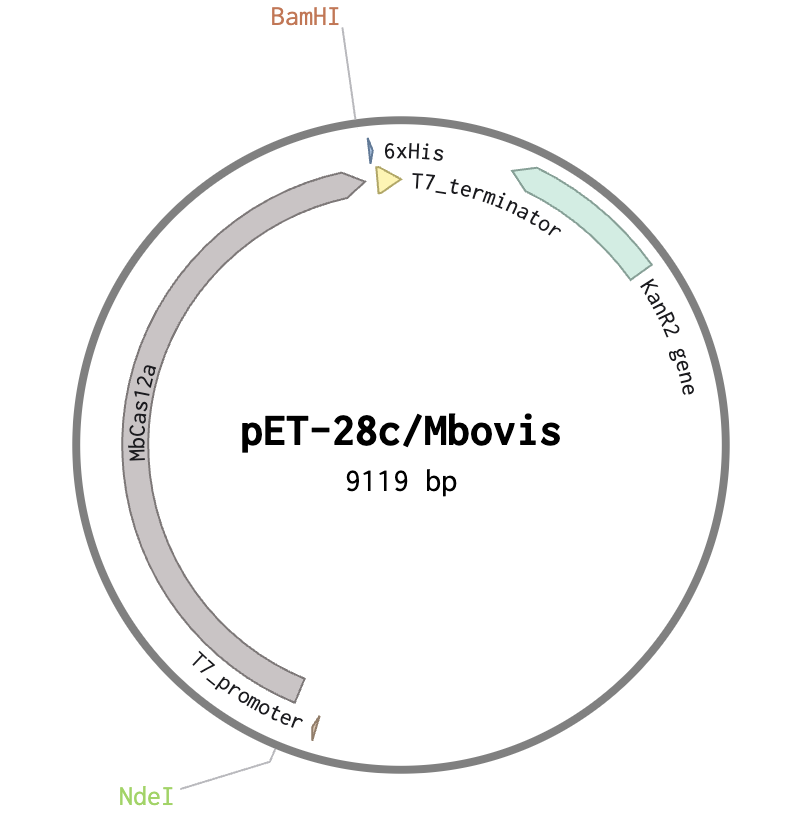 BamHI
6xHis
T7_terminator
KanR2 gene
MbCas12a
pET-28c/Mbovis
9119 bp
T7_promoter
NdeI